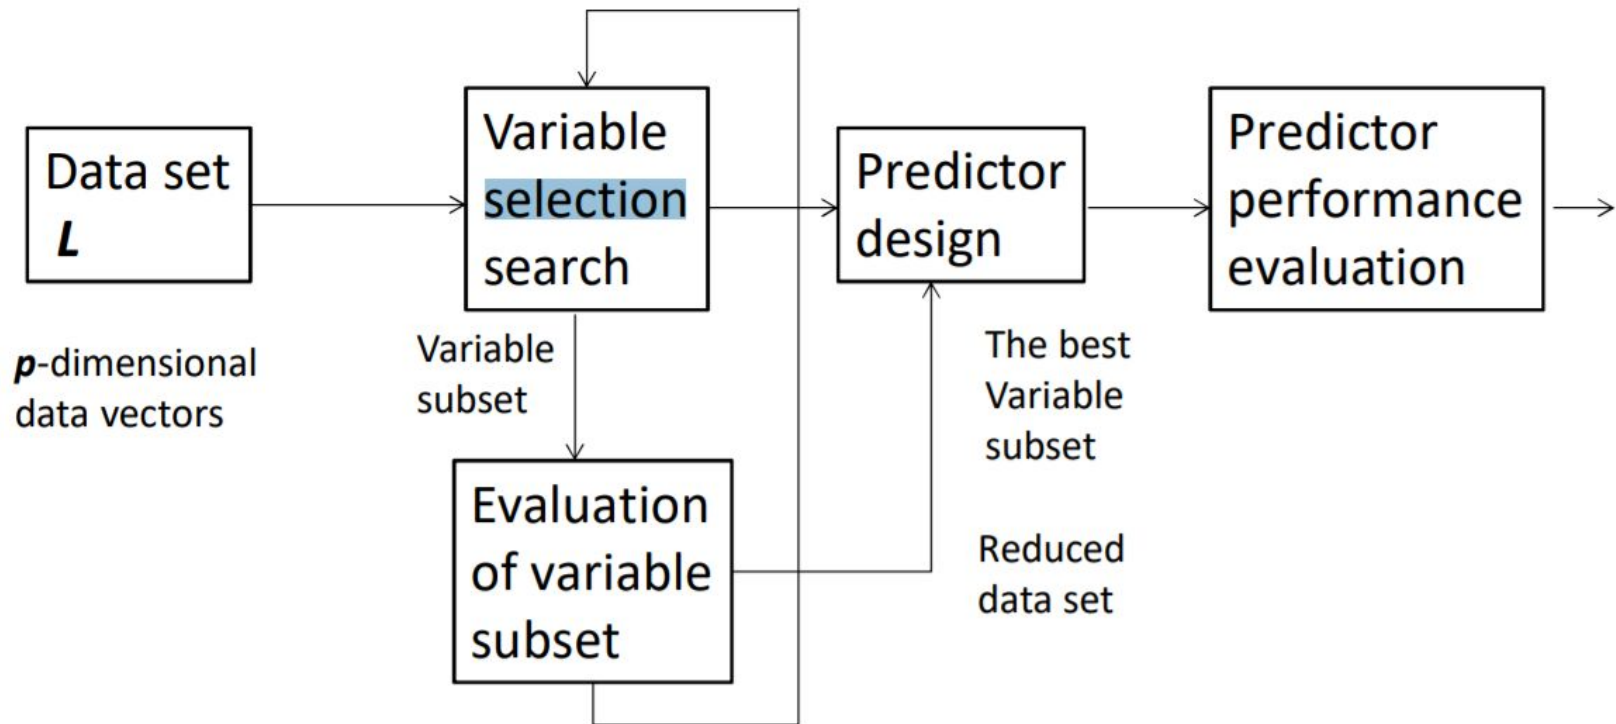 Data set
L
p-dimensional
data vectors
Variable
selection
search
Variable
subset
Evaluation
of variable
subset
Predictor
design
The best
Variable
subset
Reduced
data set
Predictor
performance
evaluation